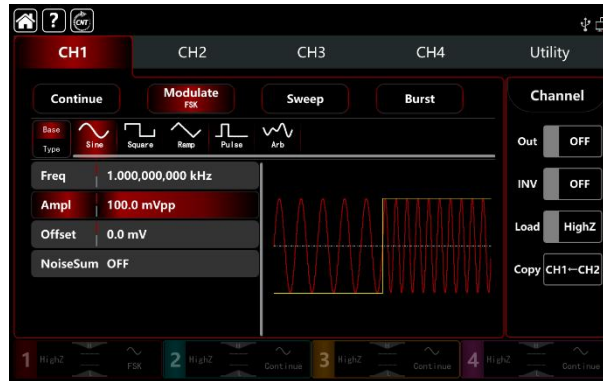 ? CNT
CH1 CH2 CH3 CH4 Utility
Continue Modulate FSK Sweep Burst Channel
Base Type Sine Square Ramp Pulse Arb
Out OFF
Freq 1.000,000,000 kHz
INV OFF
Ampl 100.0 mVpp
Offset 0.0 mV
Load HighZ
NoiseSum OFF
Copy CH1←CH2
1 HighZ FSK 2 HighZ Continue 3 HighZ Continue 4 HighZ Continue